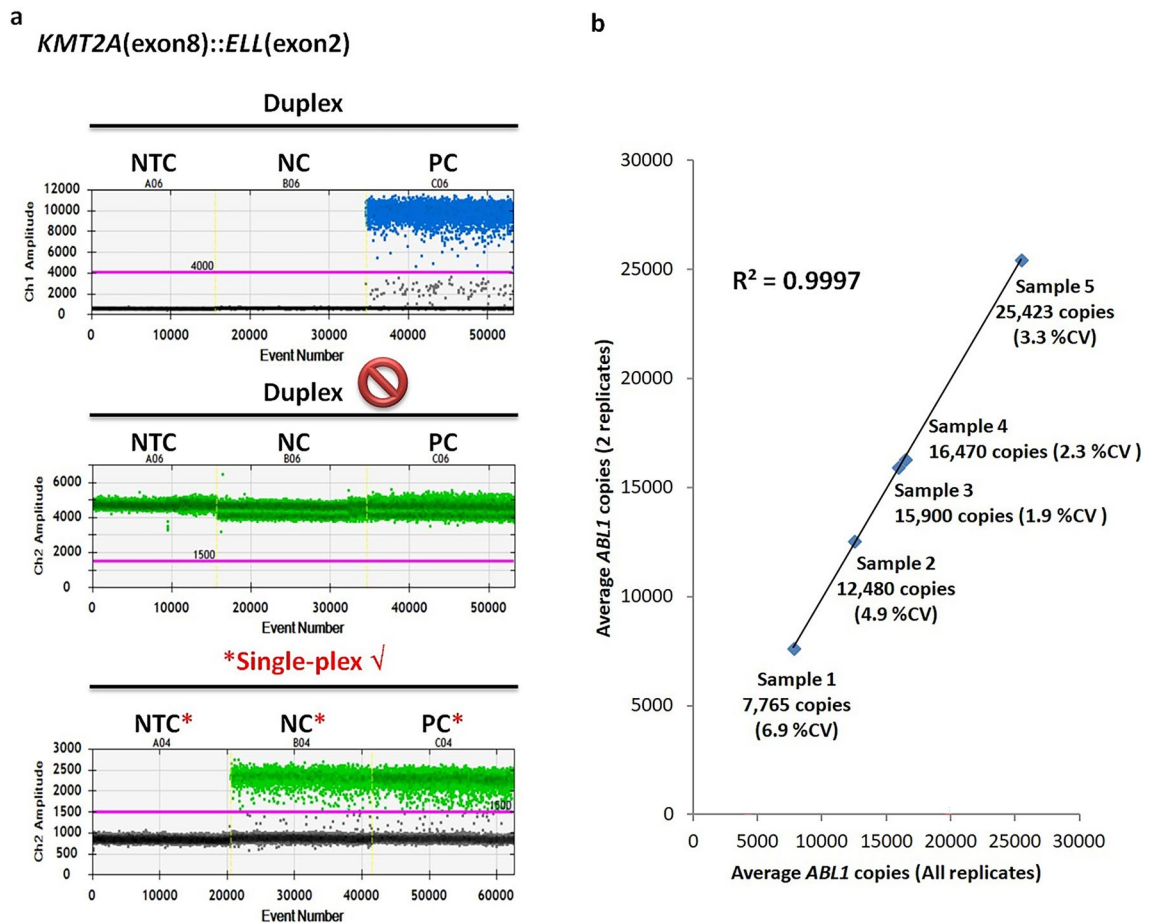 a
KMT2A(exon8)::ELL(exon2)
Duplex
NTC NC PC
A06 B06 C06
12000
10000
8000
6000
4000
2000
0
Ch1 Amplitude
4000
0 10000 20000 30000 40000 50000
Event Number
Duplex
NTC NC PC
A06 B06 C06
6000
4000
2000
0
Ch2 Amplitude
1500
0 10000 20000 30000 40000 50000
Event Number
*Single-plex √
NTC* NC* PC*
A04 B04 C04
3000
2500
2000
1500
1000
500
0
Ch2 Amplitude
1500
0 10000 20000 30000 40000 50000 60000
Event Number
b
30000
25000
20000
15000
10000
5000
0
Average ABL1 copies (2 replicates)
R² = 0.9997
Sample 5
25,423 copies
(3.3 %CV)
Sample 4
16,470 copies (2.3 %CV )
Sample 3
15,900 copies (1.9 %CV )
Sample 2
12,480 copies
(4.9 %CV)
Sample 1
7,765 copies
(6.9 %CV)
0 5000 10000 15000 20000 25000 30000
Average ABL1 copies (All replicates)